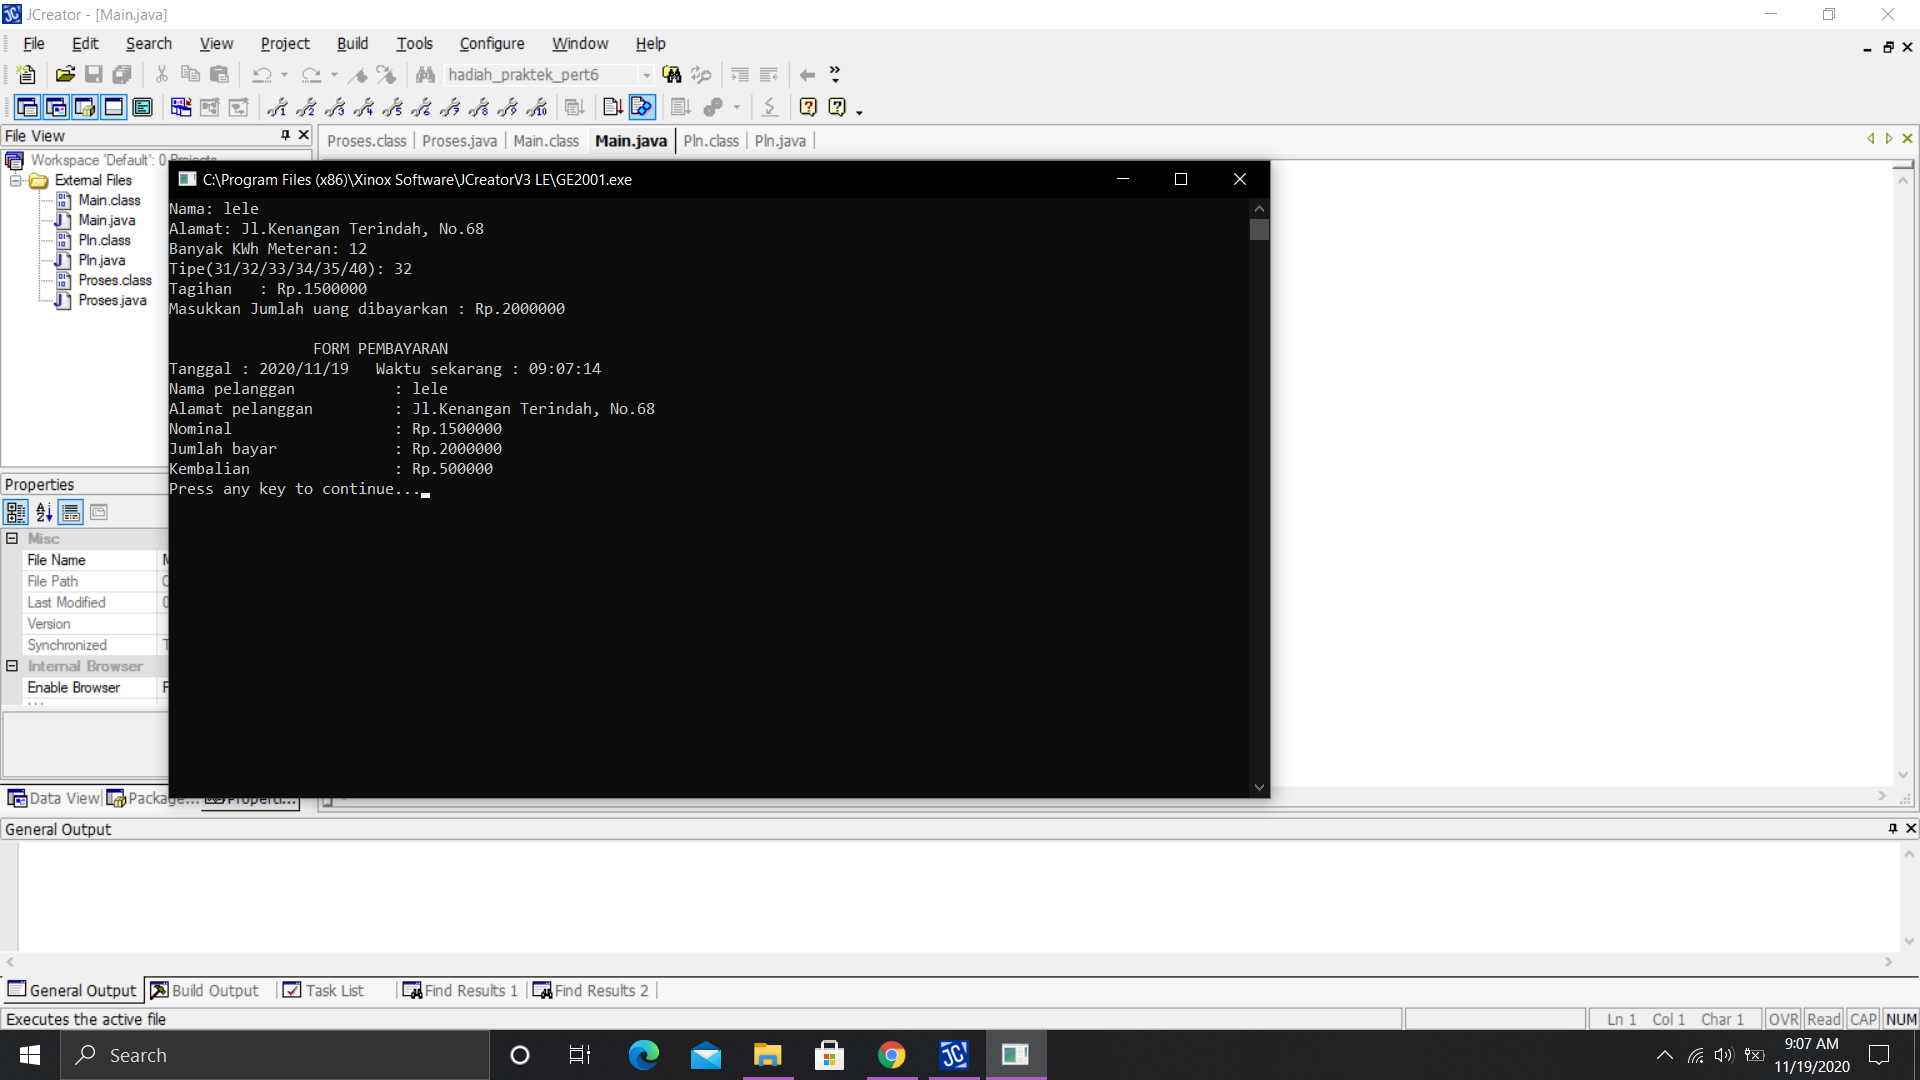 JCreator - [Main.java]
File Edit Search View Project Build Tools Configure Window Help
hadiah_praktek_pert6
File View
Proses.class Proses.java Main.class Main.java Pln.class Pln.java
Workspace 'Default': 0 Projects
External Files
Main.class
Main.java
Pln.class
Pln.java
Proses.class
Proses.java
C:\Program Files (x86)\Xinox Software\JCreatorV3 LE\GE2001.exe
Nama: lele
Alamat: Jl.Kenangan Terindah, No.68
Banyak KWh Meteran: 12
Tipe(31/32/33/34/35/40): 32
Tagihan : Rp.1500000
Masukkan Jumlah uang dibayarkan : Rp.2000000
FORM PEMBAYARAN
Tanggal : 2020/11/19 Waktu sekarang : 09:07:14
Nama pelanggan : lele
Alamat pelanggan : Jl.Kenangan Terindah, No.68
Nominal : Rp.1500000
Jumlah bayar : Rp.2000000
Kembalian : Rp.500000
Press any key to continue...
Properties
Misc
File Name
File Path
Last Modified
Version
Synchronized
Internal Browser
Enable Browser
Data View Package... Properti...
General Output
General Output Build Output Task List Find Results 1 Find Results 2
Executes the active file
Ln 1 Col 1 Char 1 OVR Read CAP NUM
Search
9:07 AM
11/19/2020